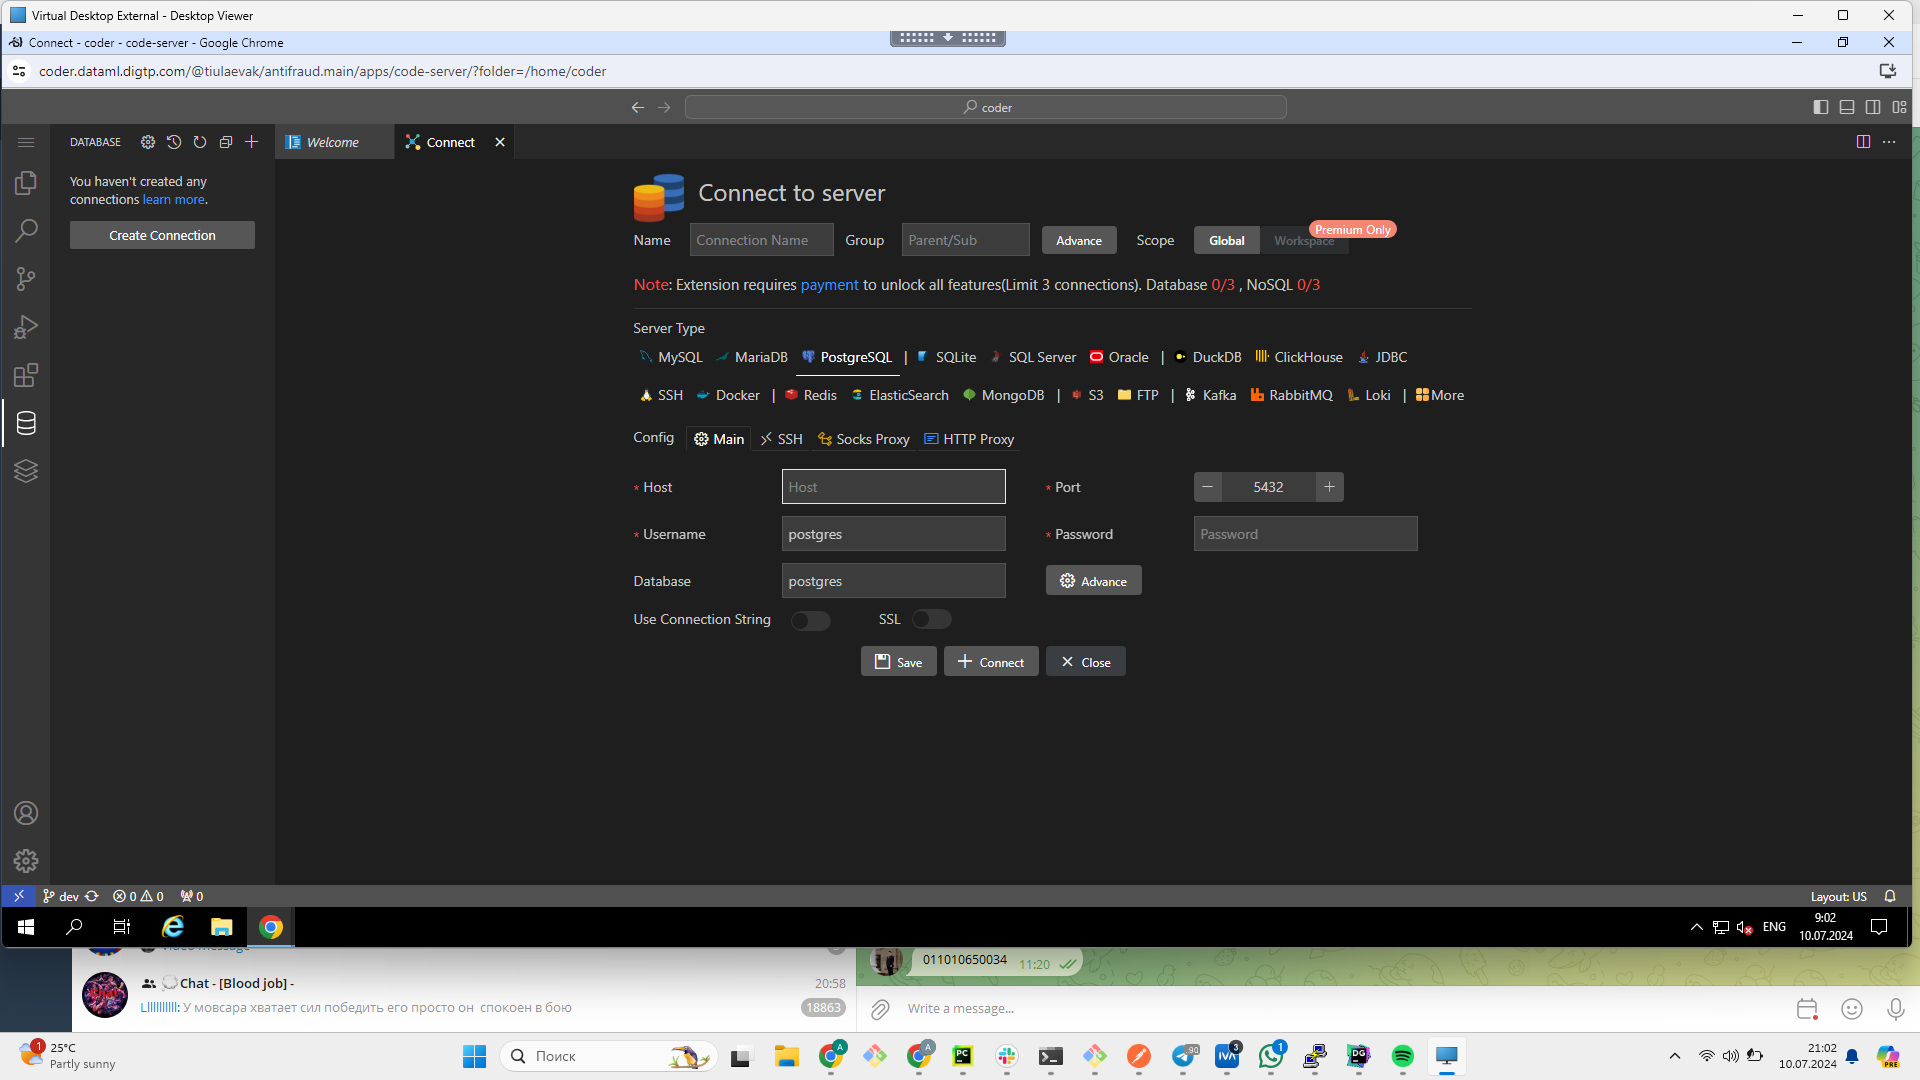 Virtual Desktop External - Desktop Viewer
Connect - coder - code-server - Google Chrome
coder.dataml.digtp.com/@tiulaevak/antifraud.main/apps/code-server/?folder=/home/coder
coder
DATABASE
Welcome
Connect
You haven't created any
connections learn more.
Create Connection
Connect to server
Name
Connection Name
Group
Parent/Sub
Advance
Scope
Global
Workspace
Premium Only
Note: Extension requires payment to unlock all features(Limit 3 connections). Database 0/3 , NoSQL 0/3
Server Type
MySQL MariaDB PostgreSQL | SQLite SQL Server Oracle | DuckDB ClickHouse JDBC
SSH Docker | Redis ElasticSearch MongoDB | S3 FTP | Kafka RabbitMQ Loki | More
Config Main SSH Socks Proxy HTTP Proxy
* Host Host * Port 5432
* Username postgres * Password Password
Database postgres Advance
Use Connection String SSL
Save Connect Close
dev 0 0 0 Layout: US
ENG
9:02
10.07.2024
011010650034 11:20
Chat - [Blood job] - 20:58
Llllllllll: У мовсара хватает сил победить его просто он спокоен в бою 18863
Write a message...
1
25°C
Partly sunny
Поиск
A
A
PC
90
IVA 3
1
DG
PRE
21:02
10.07.2024